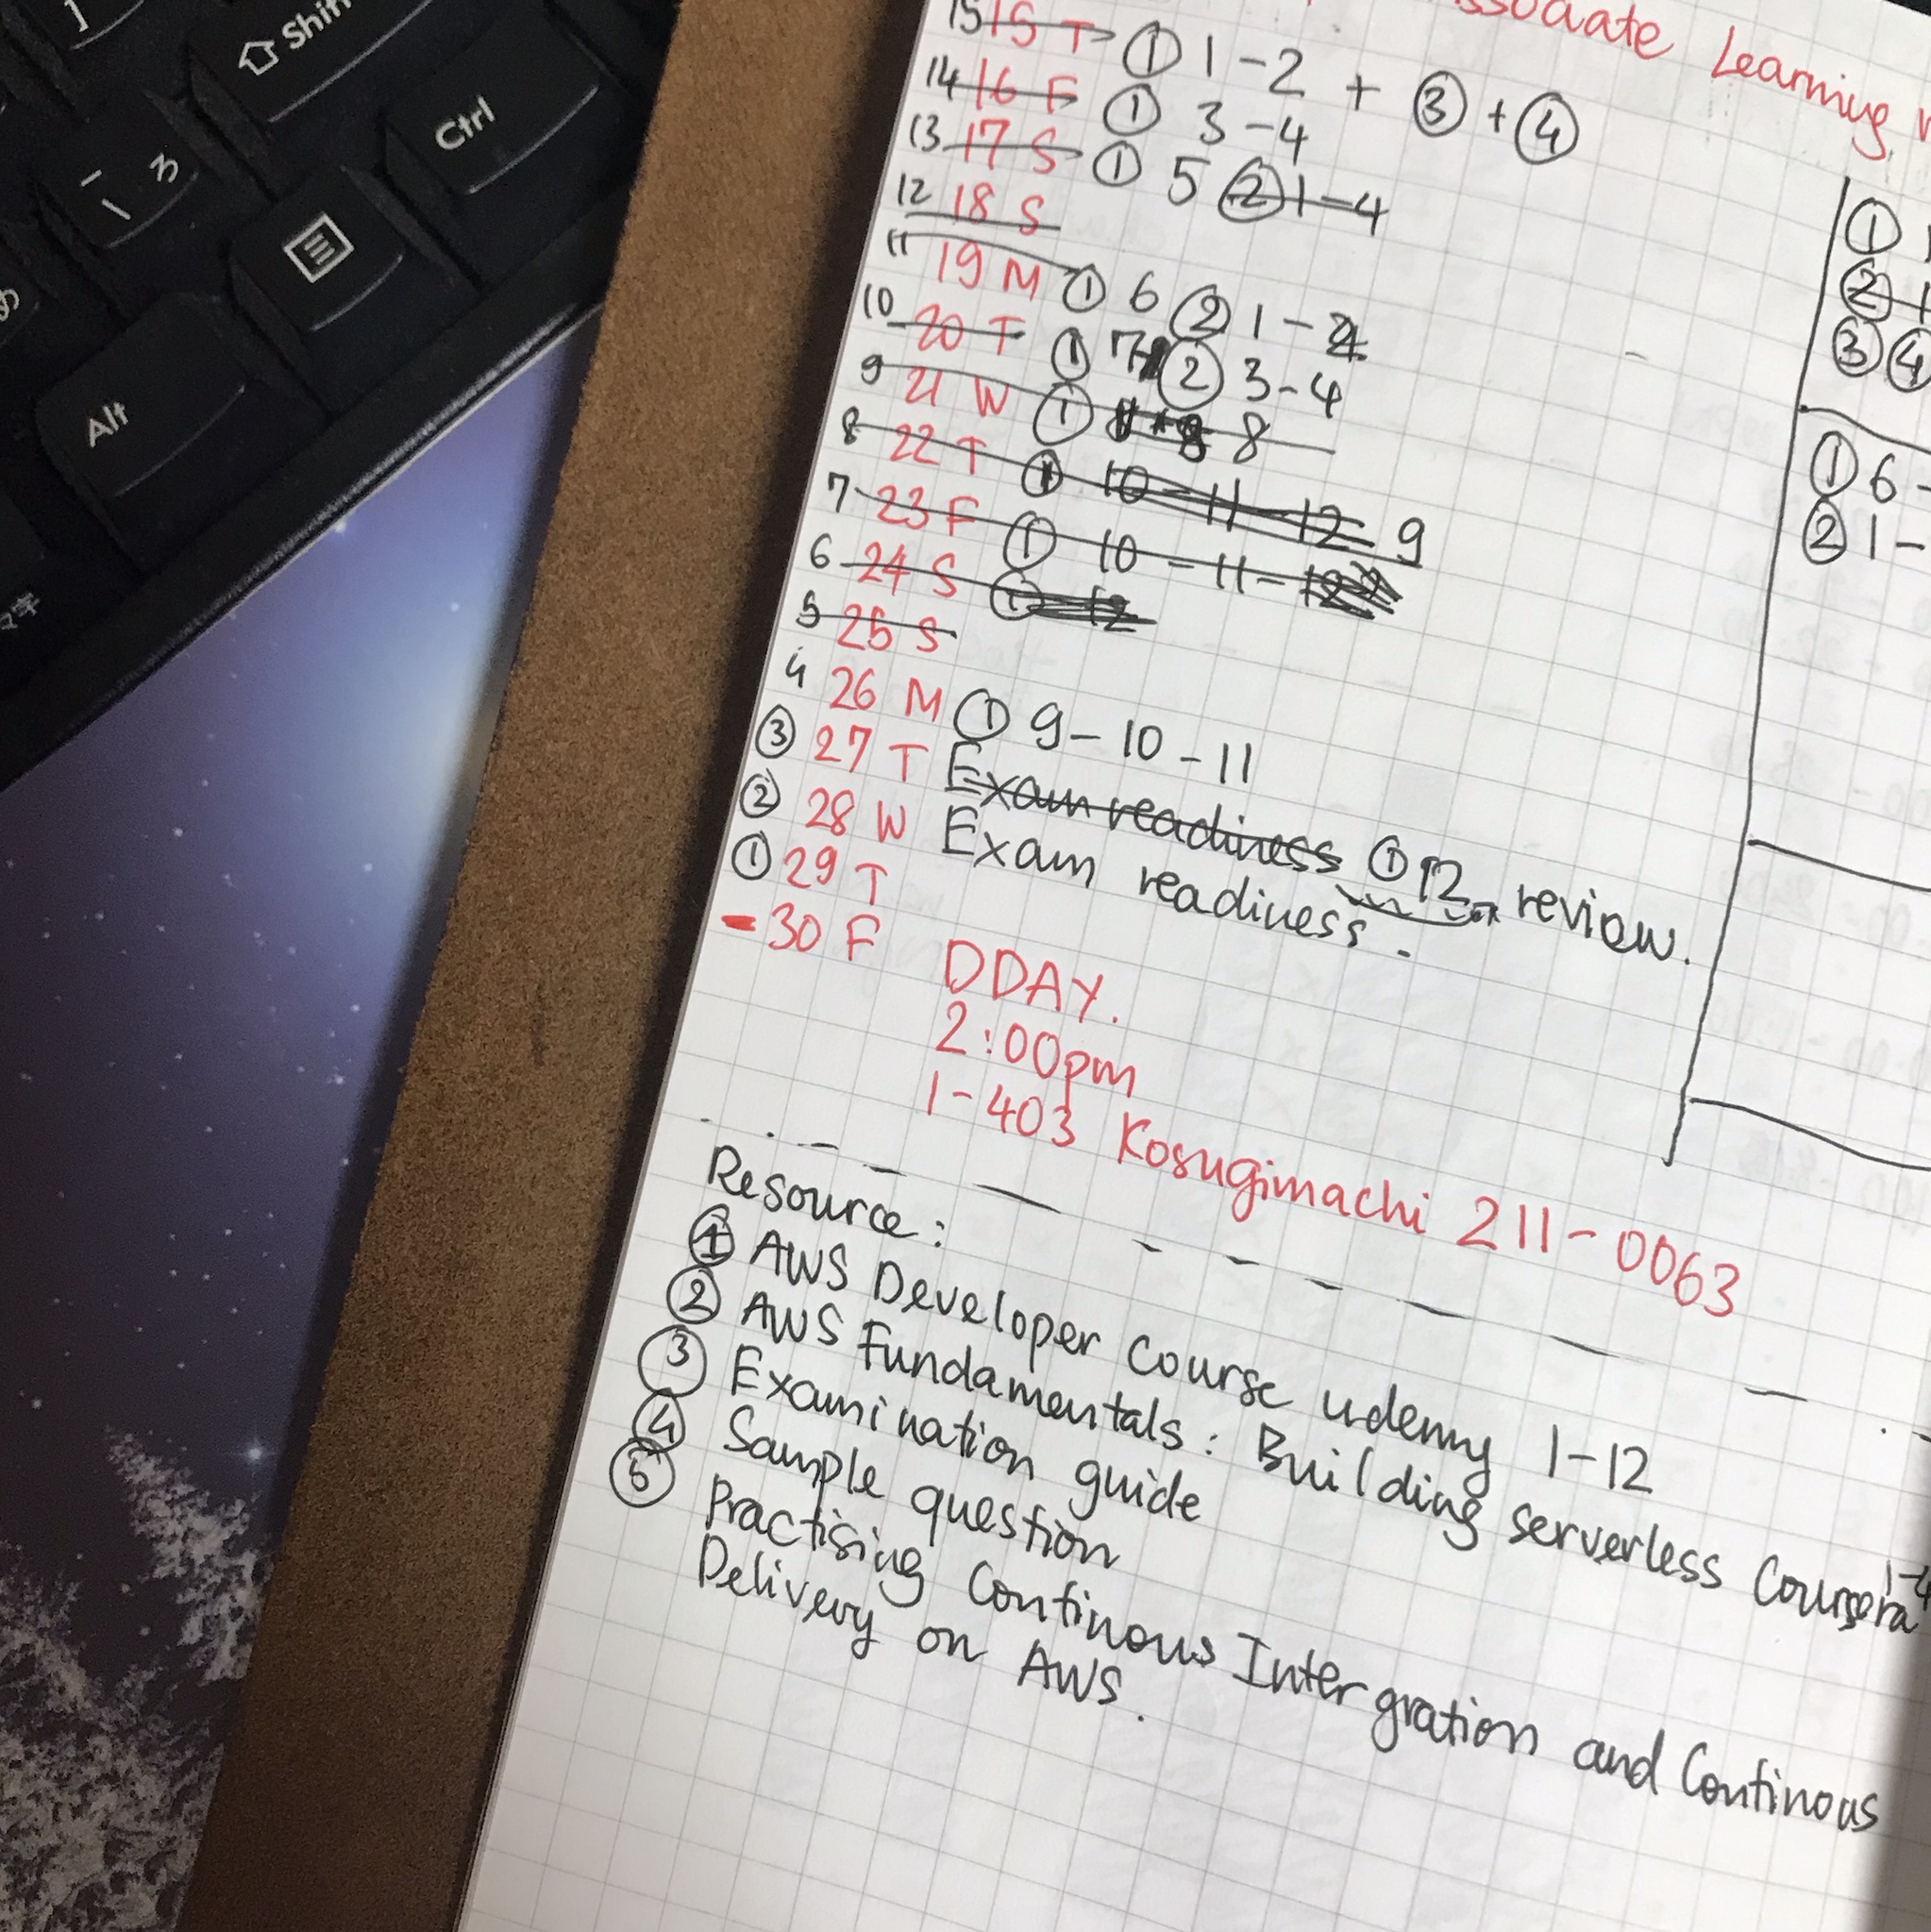 ]
Shift
Ctrl
ろ
Alt
ssociate Learning
15 15 T ① 1-2 + ③ + ④
14 16 F ① 3-4
13 17 S ① 5 ② 1-4
12 18 S
11 19 M ① 6 ② 1-2
10 20 T ① 7 ② 3-4
9 21 W ① 8
8 22 T ① 10-11-12 9
7 23 F ① 10-11-12
6 24 S ① 12
5 25 S
4 26 M ① 9-10-11
③ 27 T Exam readiness ① 12 review.
② 28 W Exam readiness.
① 29 T
- 30 F DDAY.
2:00pm
1-403 Kosugimachi 211-0063
①
②
③ ④
① 6-
② 1-
Resource:
① AWS Developer Course udemy 1-12
② AWS Fundamentals: Building serverless Coursera 1-4
③ Examination guide
④ Sample question
⑤ Practising Continous Intergration and Continous
Delivery on AWS.